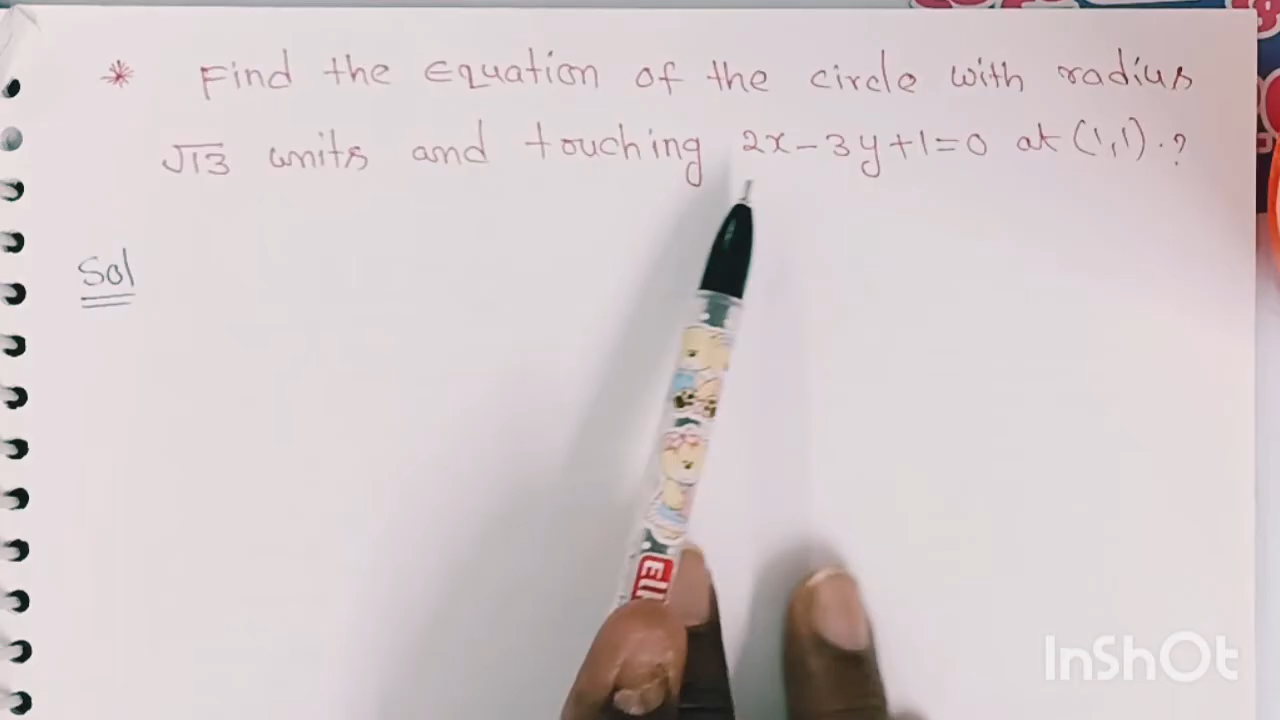 * Find the Equation of the circle with radius
√13 units and touching 2x-3y+1=0 at (1,1).?
Sol
InShOt